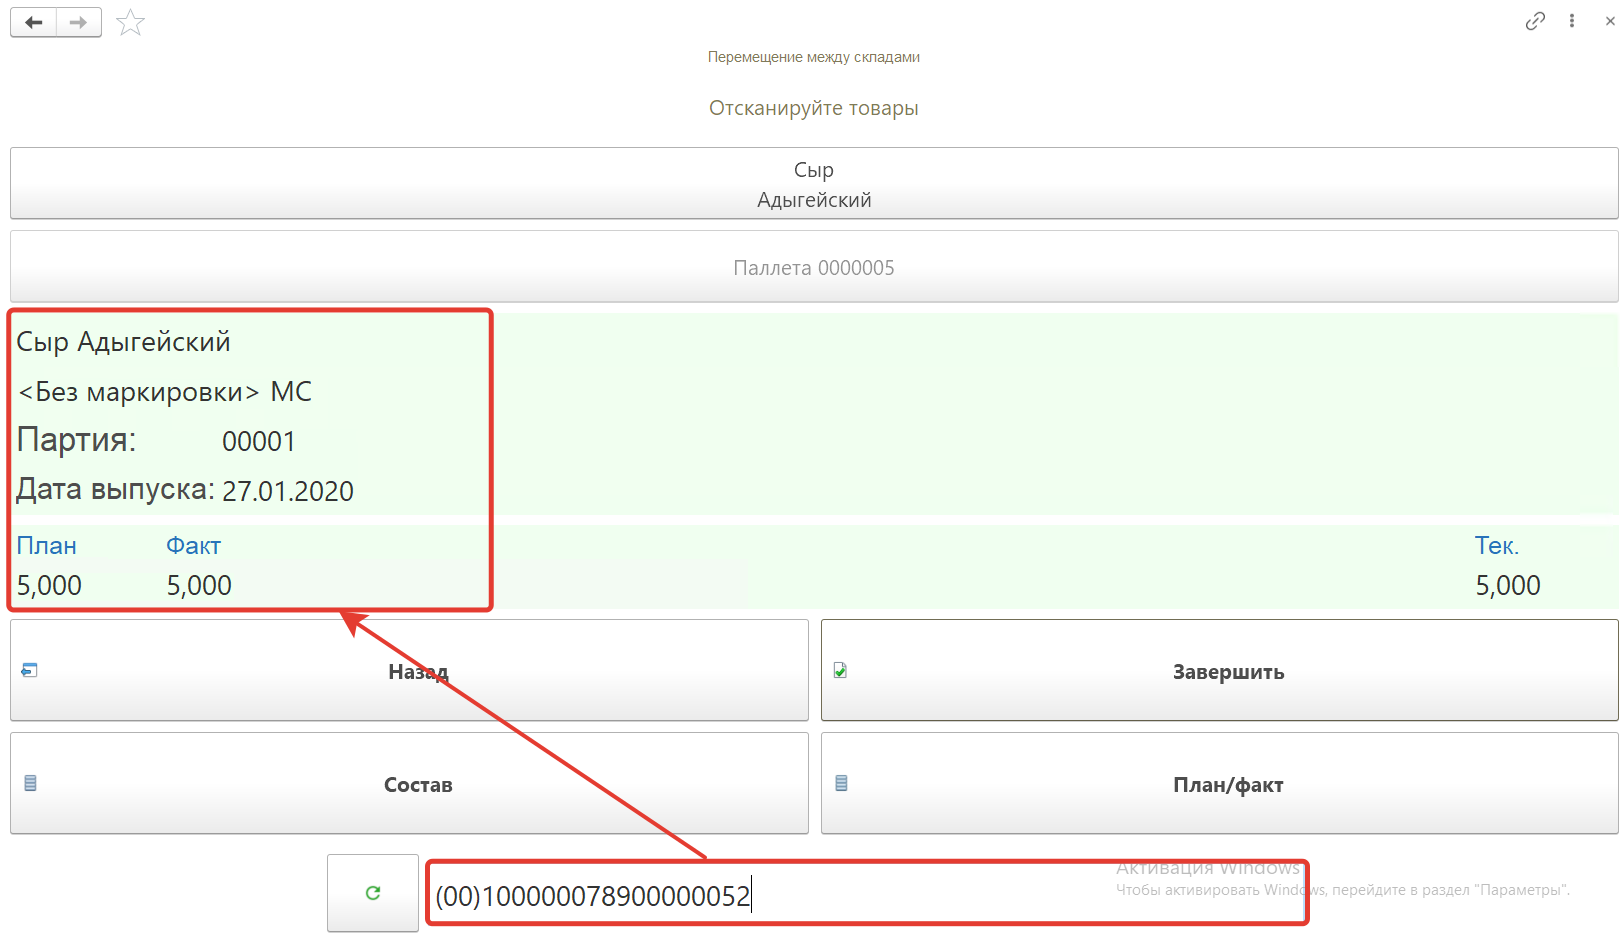 Перемещение между складами
Отсканируйте товары
Сыр
Адыгейский
Паллета 0000005
Сыр Адыгейский
<Без маркировки> МС
Партия: 00001
Дата выпуска: 27.01.2020
План Факт Тек.
5,000 5,000 5,000
Назад Завершить
Состав План/факт
Активация Windows
(00)100000078900000052
Чтобы активировать Windows, перейдите в раздел "Параметры".